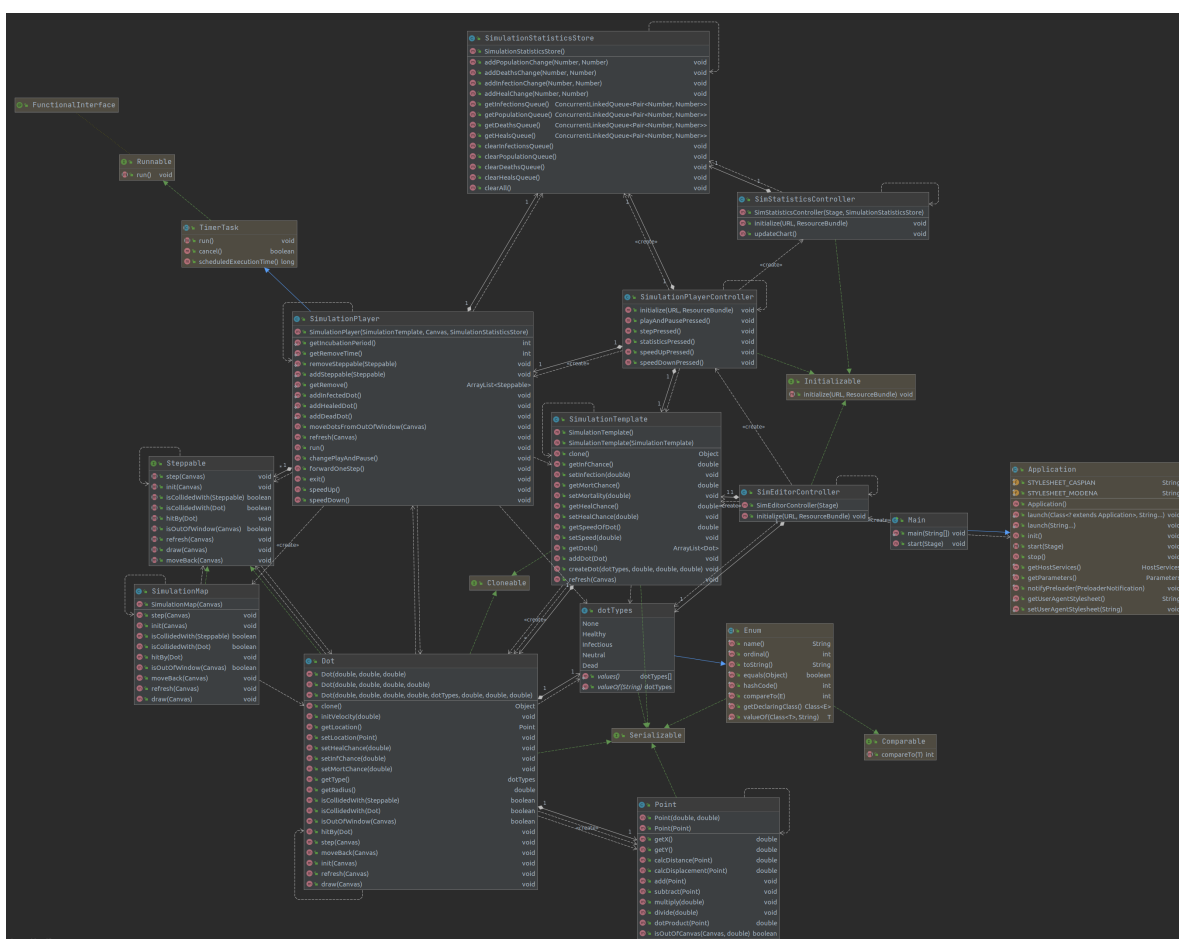 SimulationStatisticsStore
SimulationStatisticsStore()
addPopulationChange(Number, Number) void
addDeathsChange(Number, Number) void
addInfectionChange(Number, Number) void
addHealChange(Number, Number) void
getInfectionsQueue() ConcurrentLinkedQueue<Pair<Number, Number>>
getPopulationQueue() ConcurrentLinkedQueue<Pair<Number, Number>>
getDeathsQueue() ConcurrentLinkedQueue<Pair<Number, Number>>
getHealsQueue() ConcurrentLinkedQueue<Pair<Number, Number>>
clearInfectionsQueue() void
clearPopulationQueue() void
clearDeathsQueue() void
clearHealsQueue() void
clearAll() void
FunctionalInterface
Runnable
run() void
TimerTask
run() void
cancel() boolean
scheduledExecutionTime() long
SimStatisticsController
SimStatisticsController(Stage, SimulationStatisticsStore)
initialize(URL, ResourceBundle) void
updateChart() void
SimulationPlayerController
initialize(URL, ResourceBundle) void
playAndPausePressed() void
stepPressed() void
statisticsPressed() void
speedUpPressed() void
speedDownPressed() void
SimulationPlayer
SimulationPlayer(SimulationTemplate, Canvas, SimulationStatisticsStore)
getIncubationPeriod() int
getRemoveTime() int
removeSteppable(Steppable) void
addSteppable(Steppable) void
getRemove() ArrayList<Steppable>
addInfectedDot() void
addHealedDot() void
addDeadDot() void
moveDotsFromOutOfWindow(Canvas) void
refresh(Canvas) void
run() void
changePlayAndPause() void
forwardOneStep() void
exit() void
speedUp() void
speedDown() void
Initializable
initialize(URL, ResourceBundle) void
SimulationTemplate
SimulationTemplate()
SimulationTemplate(SimulationTemplate)
clone() Object
getInfChance() double
setInfection(double) void
getMortChance() double
setMortality(double) void
getHealChance() double
setHealChance(double) void
getSpeedOfDot() double
setSpeed(double) void
getDots() ArrayList<Dot>
addDot(Dot) void
createDot(dotTypes, double, double, double) void
refresh(Canvas) void
Steppable
step(Canvas) void
init(Canvas) void
isCollidedWith(Steppable) boolean
isCollidedWith(Dot) boolean
hitBy(Dot) void
isOutOfWindow(Canvas) boolean
refresh(Canvas) void
draw(Canvas) void
moveBack(Canvas) void
SimEditorController
SimEditorController(Stage)
initialize(URL, ResourceBundle) void
Main
main(String[]) void
start(Stage) void
Application
STYLESHEET_CASPIAN String
STYLESHEET_MODENA String
Application()
launch(Class<? extends Application>, String...) void
launch(String...) void
init() void
start(Stage) void
stop() void
getHostServices() HostServices
getParameters() Parameters
notifyPreloader(PreloaderNotification) void
getUserAgentStylesheet() String
setUserAgentStylesheet(String) void
Cloneable
SimulationMap
SimulationMap(Canvas)
step(Canvas) void
init(Canvas) void
isCollidedWith(Steppable) boolean
isCollidedWith(Dot) boolean
hitBy(Dot) void
isOutOfWindow(Canvas) boolean
moveBack(Canvas) void
refresh(Canvas) void
draw(Canvas) void
dotTypes
None
Healthy
Infectious
Neutral
Dead
values() dotTypes[]
valueOf(String) dotTypes
Enum
name() String
ordinal() int
toString() String
equals(Object) boolean
hashCode() int
compareTo(E) int
getDeclaringClass() Class<E>
valueOf(Class<T>, String) T
Dot
Dot(double, double, double)
Dot(double, double, double, double)
Dot(double, double, double, double, dotTypes, double, double, double)
clone() Object
initVelocity(double) void
getLocation() Point
setLocation(Point) void
setHealChance(double) void
setInfChance(double) void
setMortChance(double) void
getType() dotTypes
getRadius() double
isCollidedWith(Steppable) boolean
isCollidedWith(Dot) boolean
isOutOfWindow(Canvas) boolean
hitBy(Dot) void
step(Canvas) void
moveBack(Canvas) void
init(Canvas) void
refresh(Canvas) void
draw(Canvas) void
Serializable
Comparable
compareTo(T) int
Point
Point(double, double)
Point(Point)
getX() double
getY() double
calcDistance(Point) double
calcDisplacement(Point) double
add(Point) void
subtract(Point) void
multiply(double) void
divide(double) void
dotProduct(Point) double
isOutOfCanvas(Canvas, double) boolean
«create»
«create»
«create»
«create»
«create»
«create»
«create»